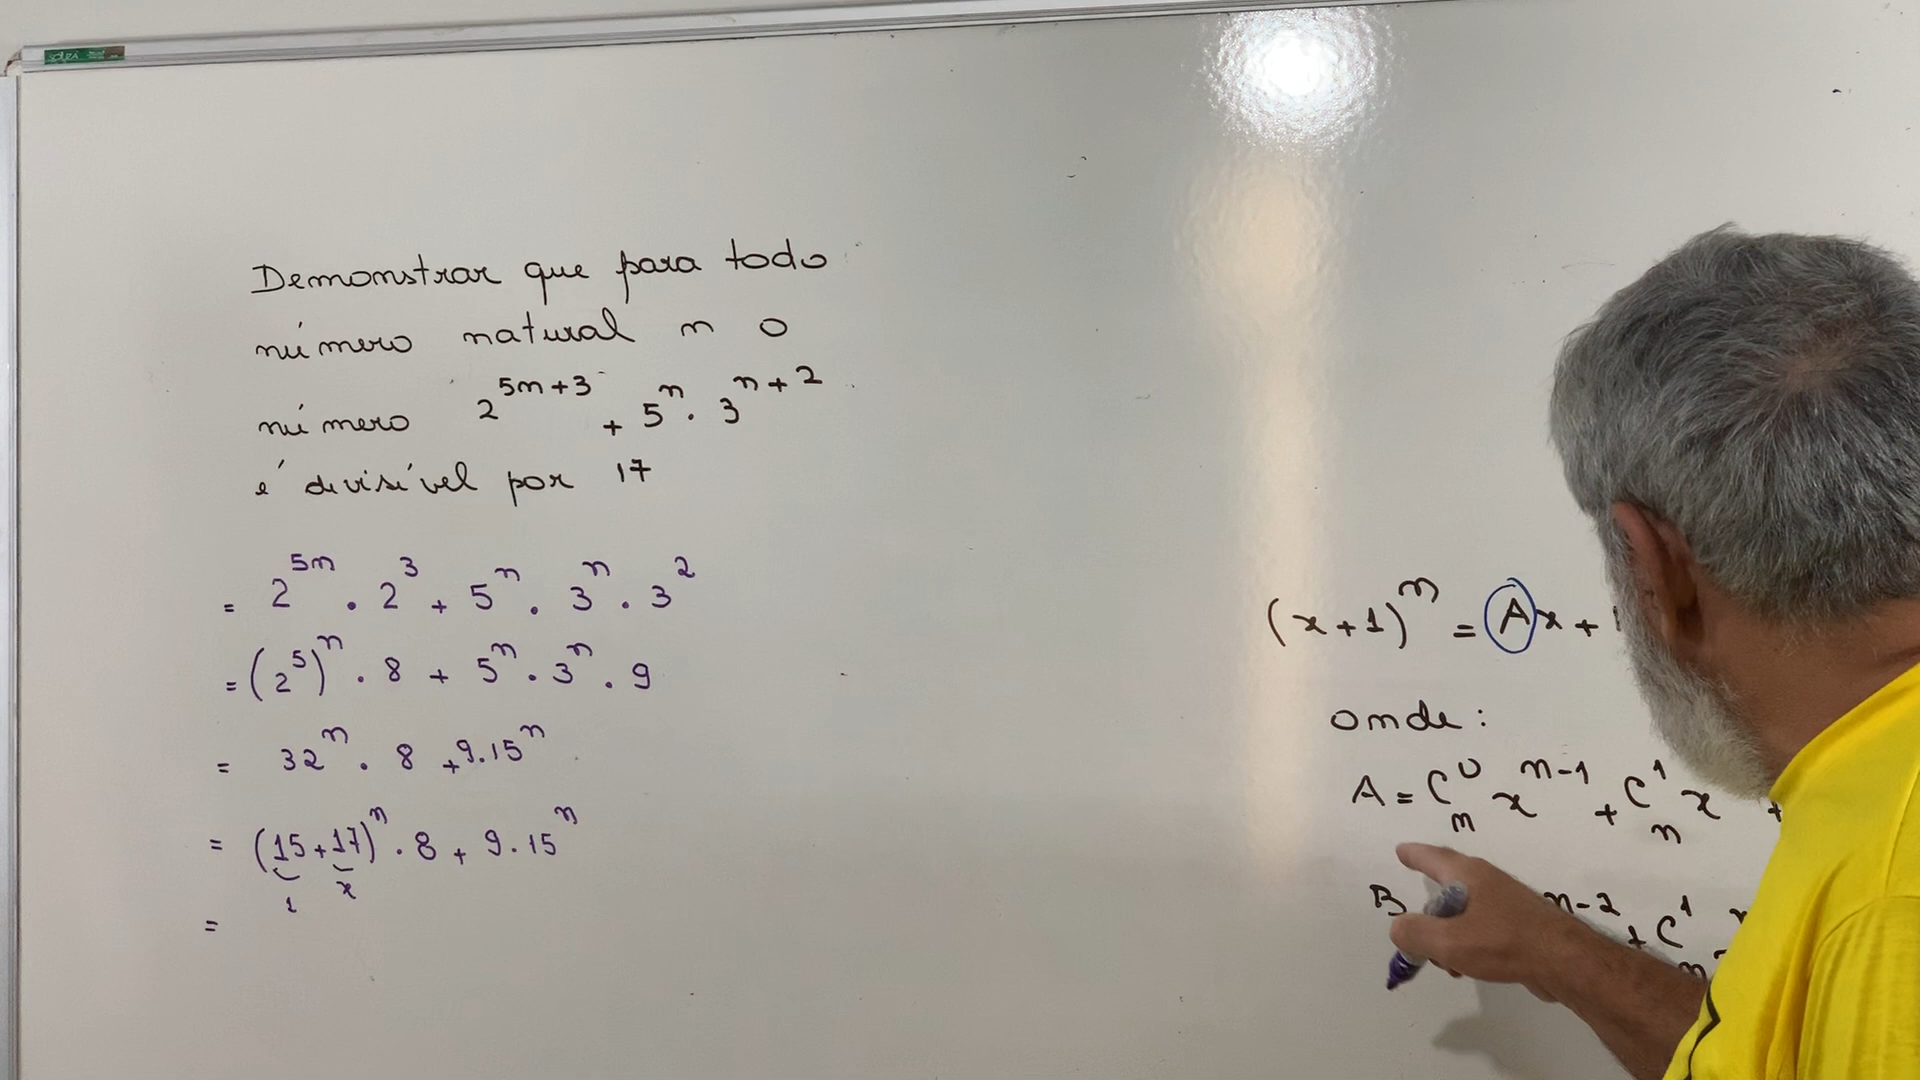 Demonstrar que para todo
número natural n o
número 2^{5n+3} + 5^n . 3^{n+2}
é divisível por 17
= 2^{5n} . 2^3 + 5^n . 3^n . 3^2
= (2^5)^n . 8 + 5^n . 3^n . 9
= 32^n . 8 + 9.15^n
= (15+17)^n . 8 + 9.15^n
1 x
=
(x+1)^n = Ax +
onde:
A = C_n^0 x^{n-1} + C_n^1 x +
B n-2 + C^1